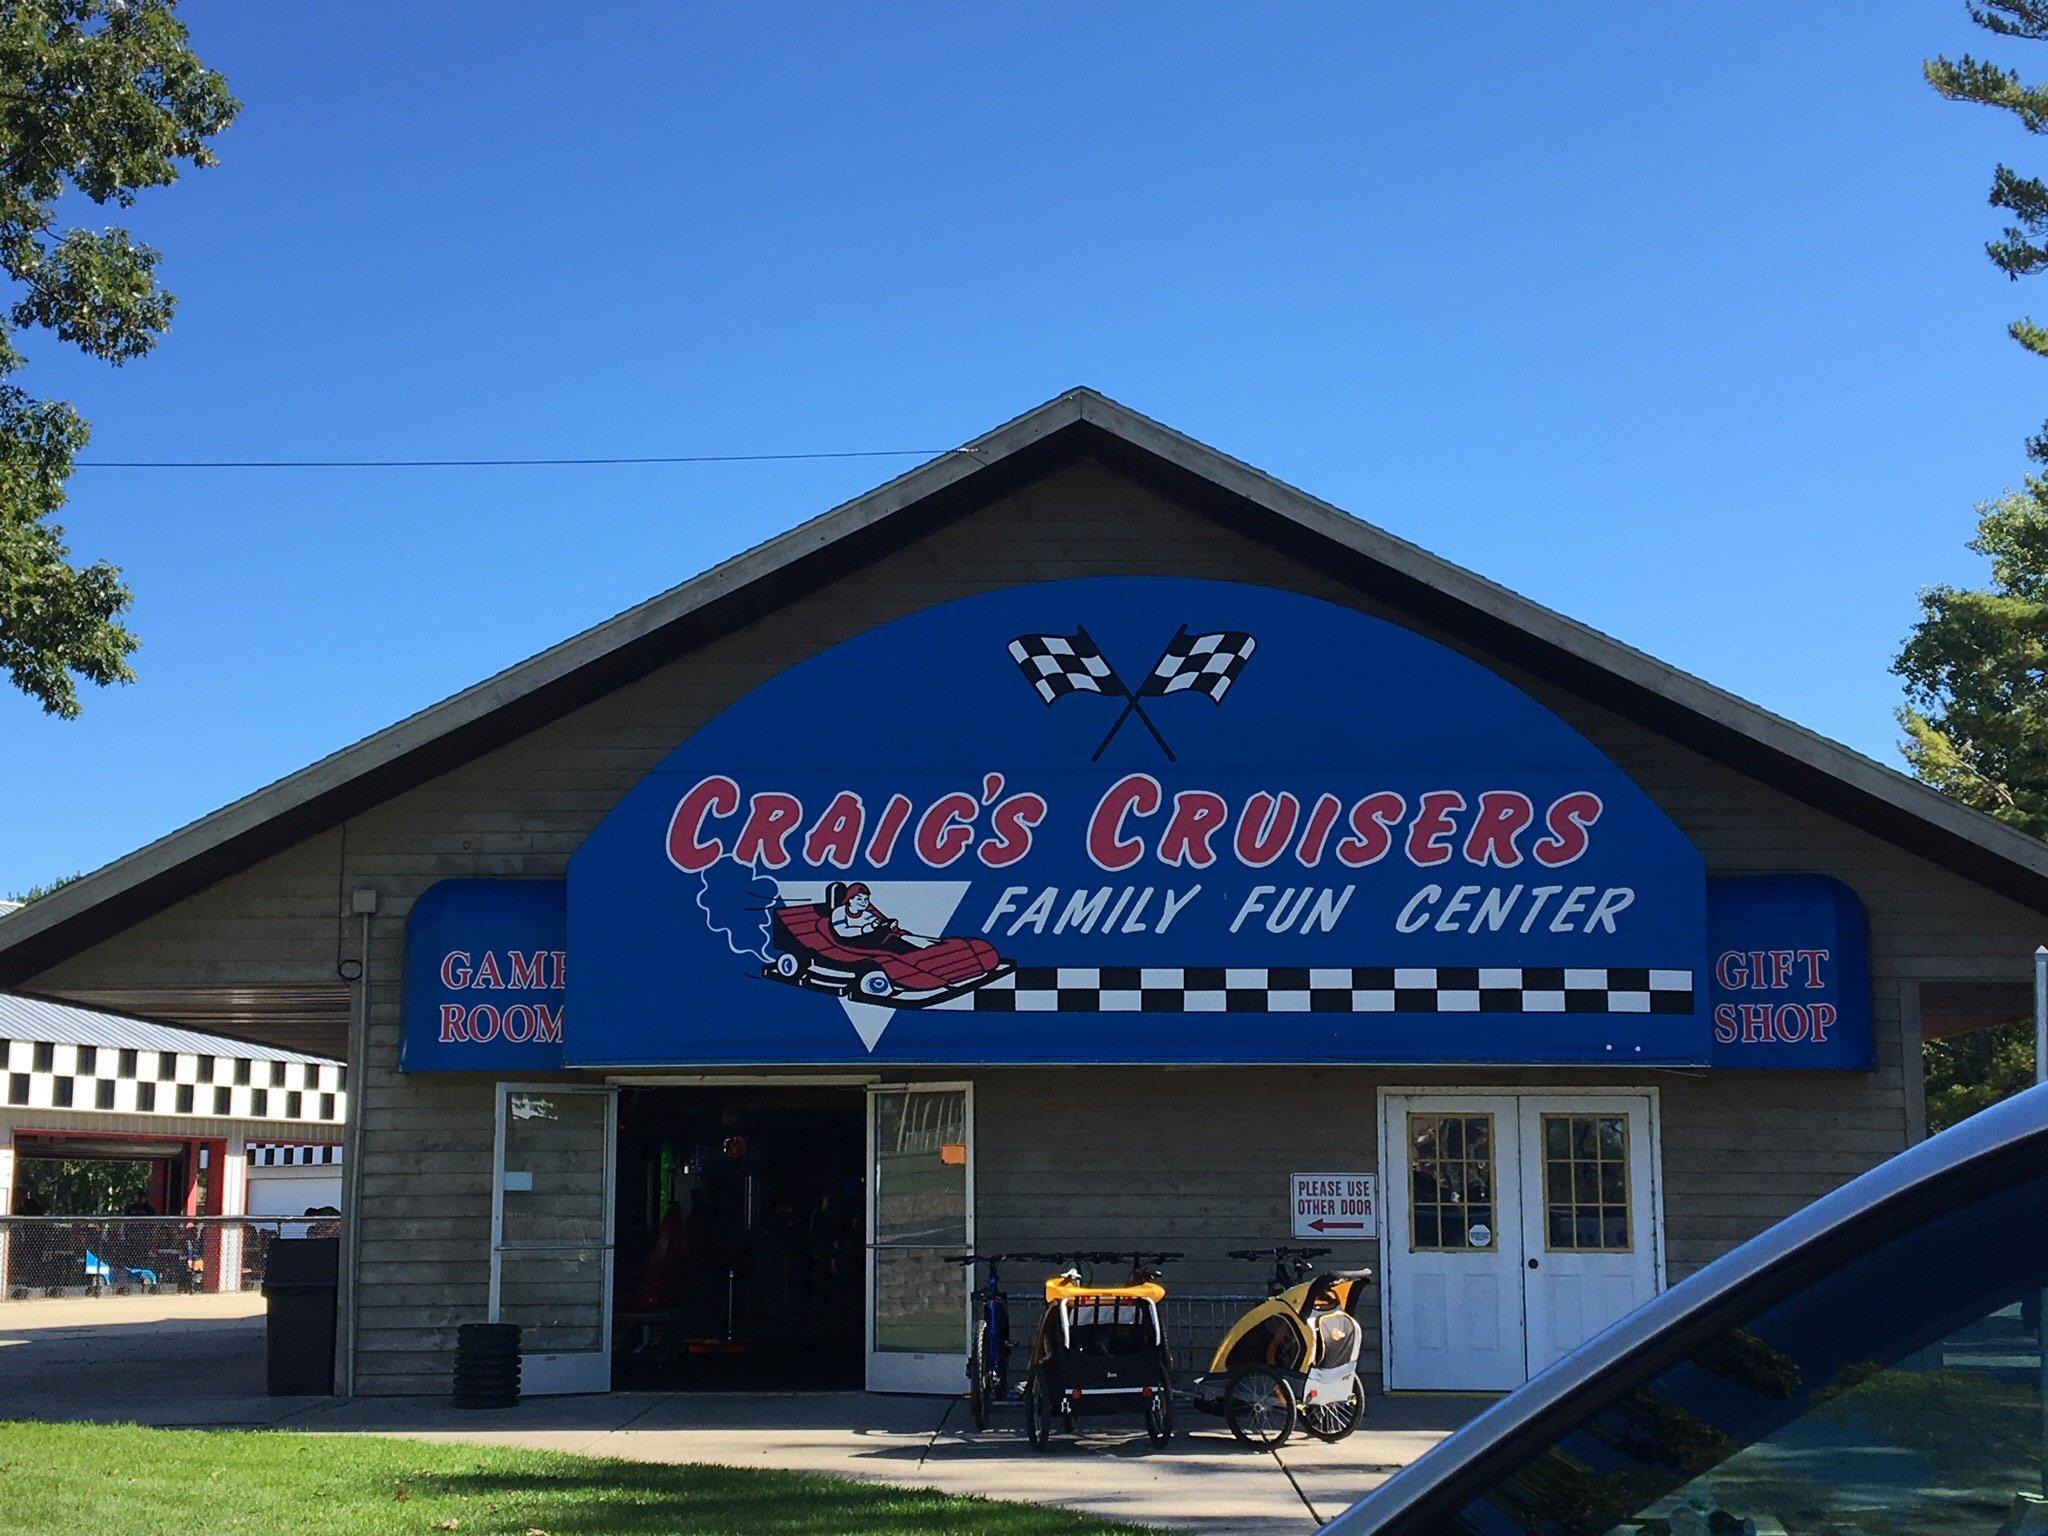 CRAIG'S CRUISERS
FAMILY FUN CENTER
GAME
ROOM
GIFT
SHOP
PLEASE USE
OTHER DOOR